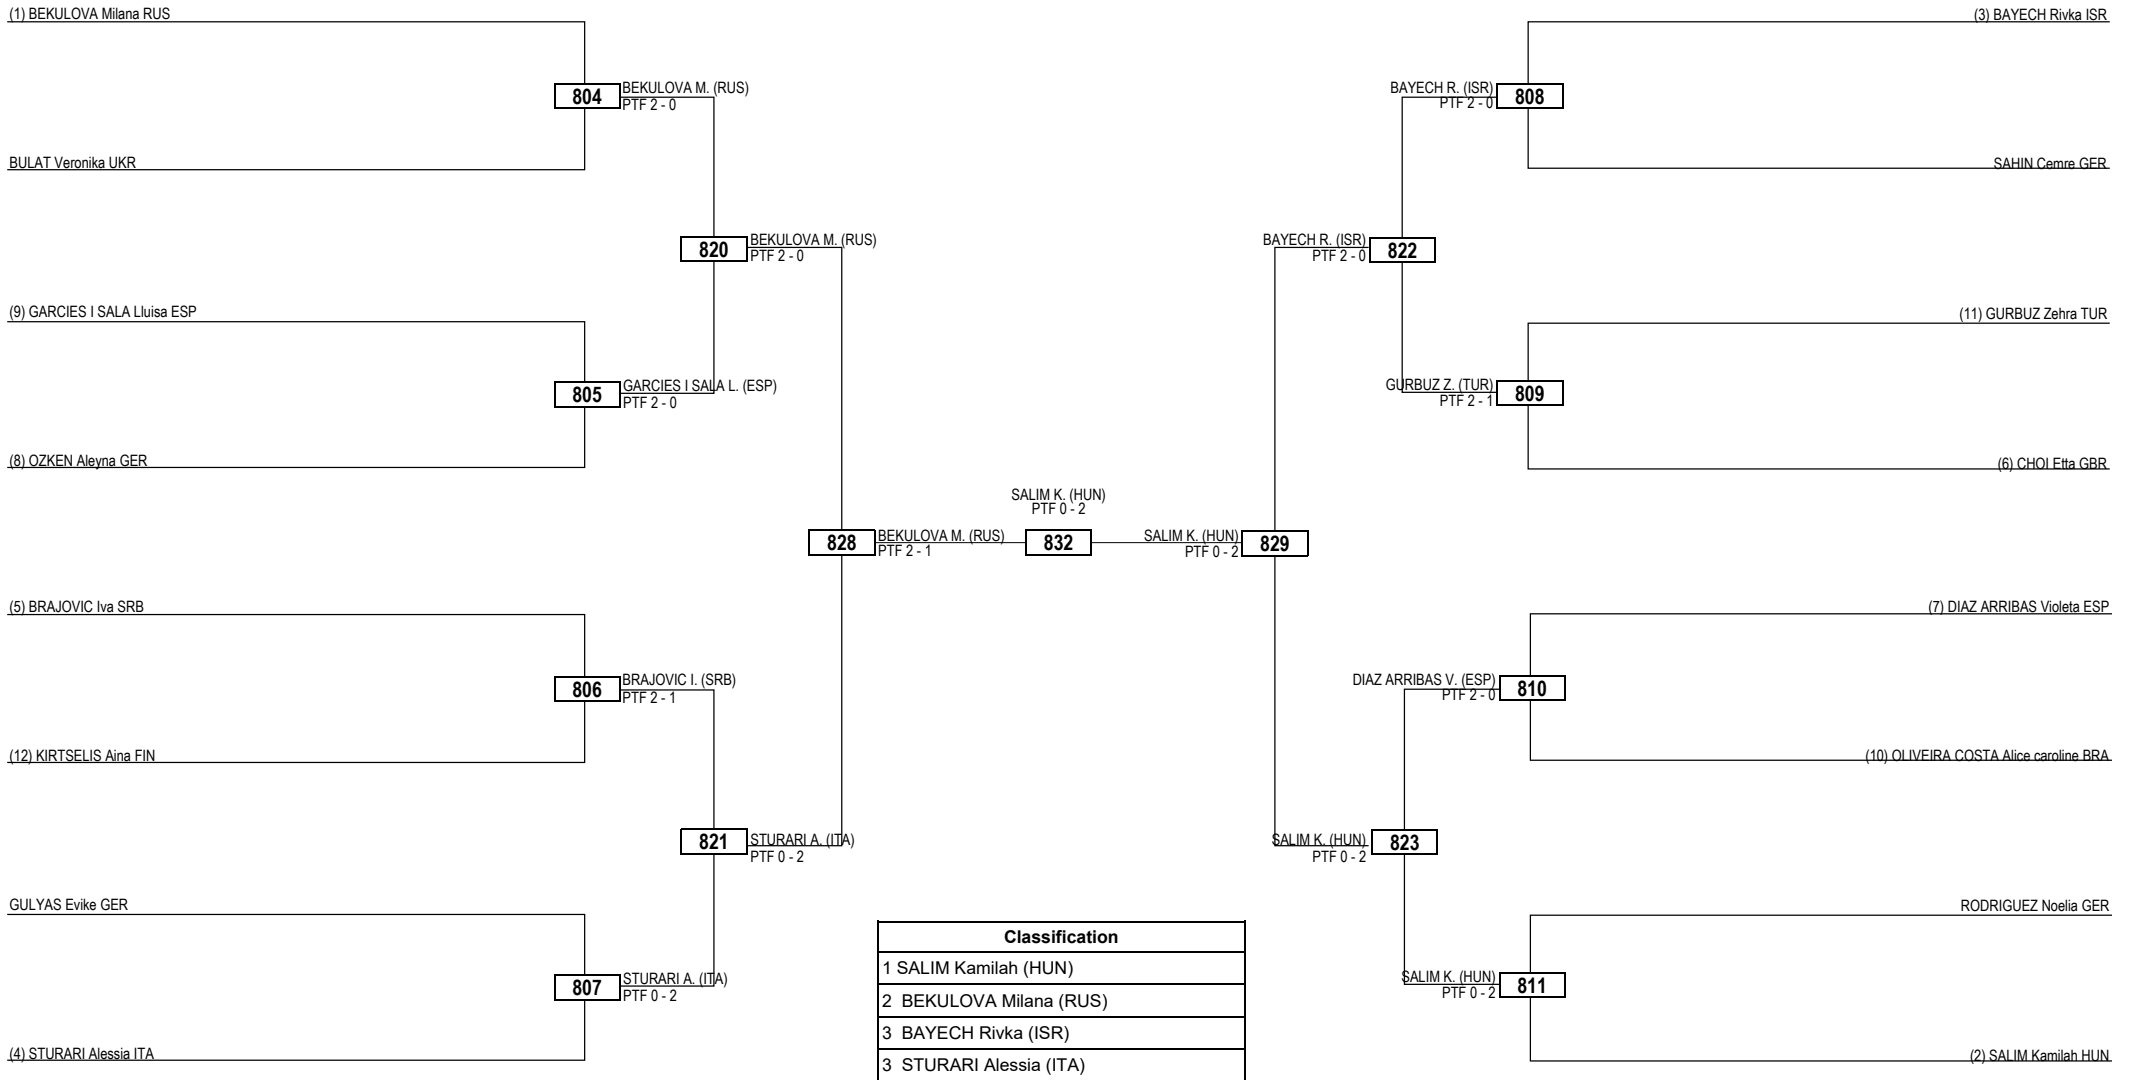 (1) BEKULOVA Milana RUS
804
BEKULOVA M. (RUS)
PTF 2 - 0
BULAT Veronika UKR
820
BEKULOVA M. (RUS)
PTF 2 - 0
(9) GARCIES I SALA Lluisa ESP
805
GARCIES I SALA L. (ESP)
PTF 2 - 0
(8) OZKEN Aleyna GER
828
BEKULOVA M. (RUS)
PTF 2 - 1
(5) BRAJOVIC Iva SRB
806
BRAJOVIC I. (SRB)
PTF 2 - 1
(12) KIRTSELIS Aina FIN
821
STURARI A. (ITA)
PTF 0 - 2
GULYAS Evike GER
807
STURARI A. (ITA)
PTF 0 - 2
(4) STURARI Alessia ITA
SALIM K. (HUN)
PTF 0 - 2
832
(3) BAYECH Rivka ISR
BAYECH R. (ISR)
PTF 2 - 0
808
SAHIN Cemre GER
BAYECH R. (ISR)
PTF 2 - 0
822
(11) GURBUZ Zehra TUR
GURBUZ Z. (TUR)
PTF 2 - 1
809
(6) CHOI Etta GBR
SALIM K. (HUN)
PTF 0 - 2
829
(7) DIAZ ARRIBAS Violeta ESP
DIAZ ARRIBAS V. (ESP)
PTF 2 - 0
810
(10) OLIVEIRA COSTA Alice caroline BRA
SALIM K. (HUN)
PTF 0 - 2
823
RODRIGUEZ Noelia GER
SALIM K. (HUN)
PTF 0 - 2
811
(2) SALIM Kamilah HUN
Classification
1 SALIM Kamilah (HUN)
2 BEKULOVA Milana (RUS)
3 BAYECH Rivka (ISR)
3 STURARI Alessia (ITA)